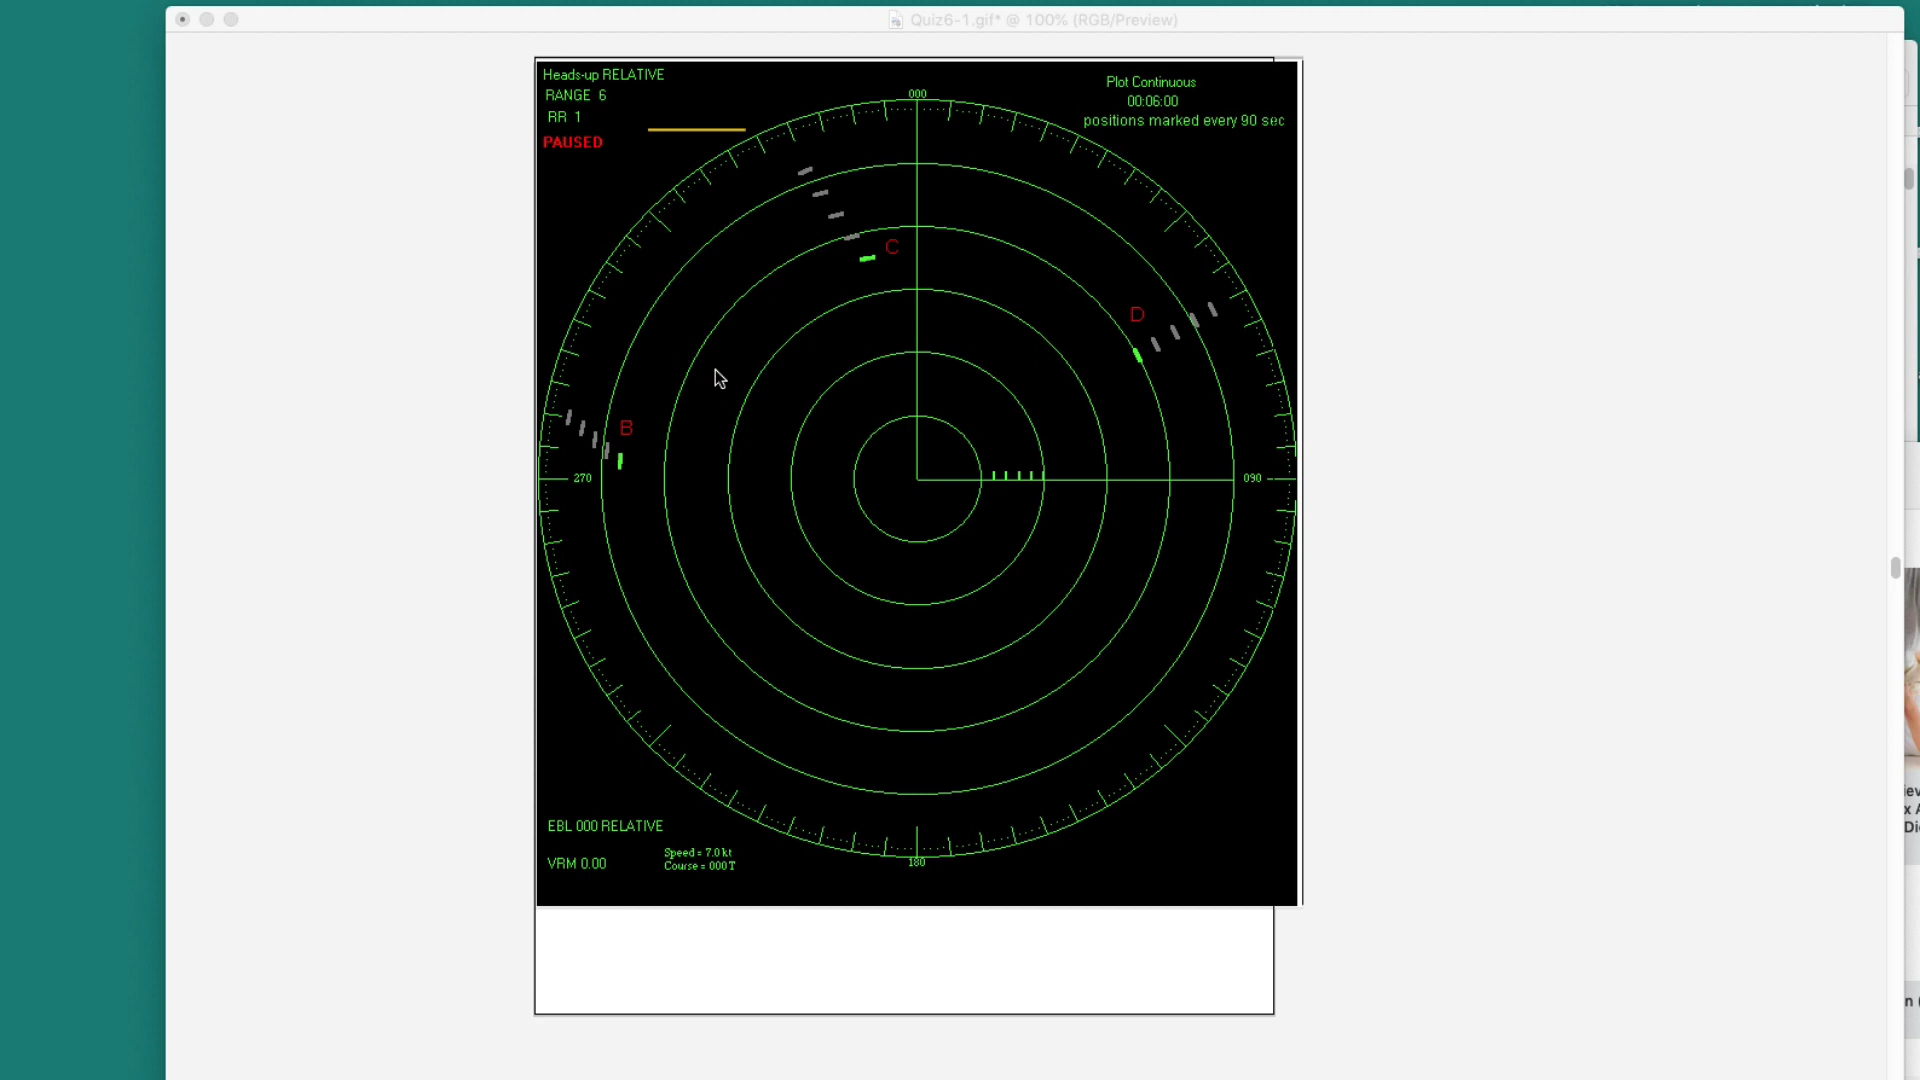 Quiz6-1.gif* @ 100% (RGB/Preview)
Heads-up RELATIVE
RANGE 6
RR 1
PAUSED
Plot Continuous
00:06:00
positions marked every 90 sec
000
C
D
B
270
090
180
EBL 000 RELATIVE
VRM 0.00
Speed = 7.0 kt
Course = 000 T